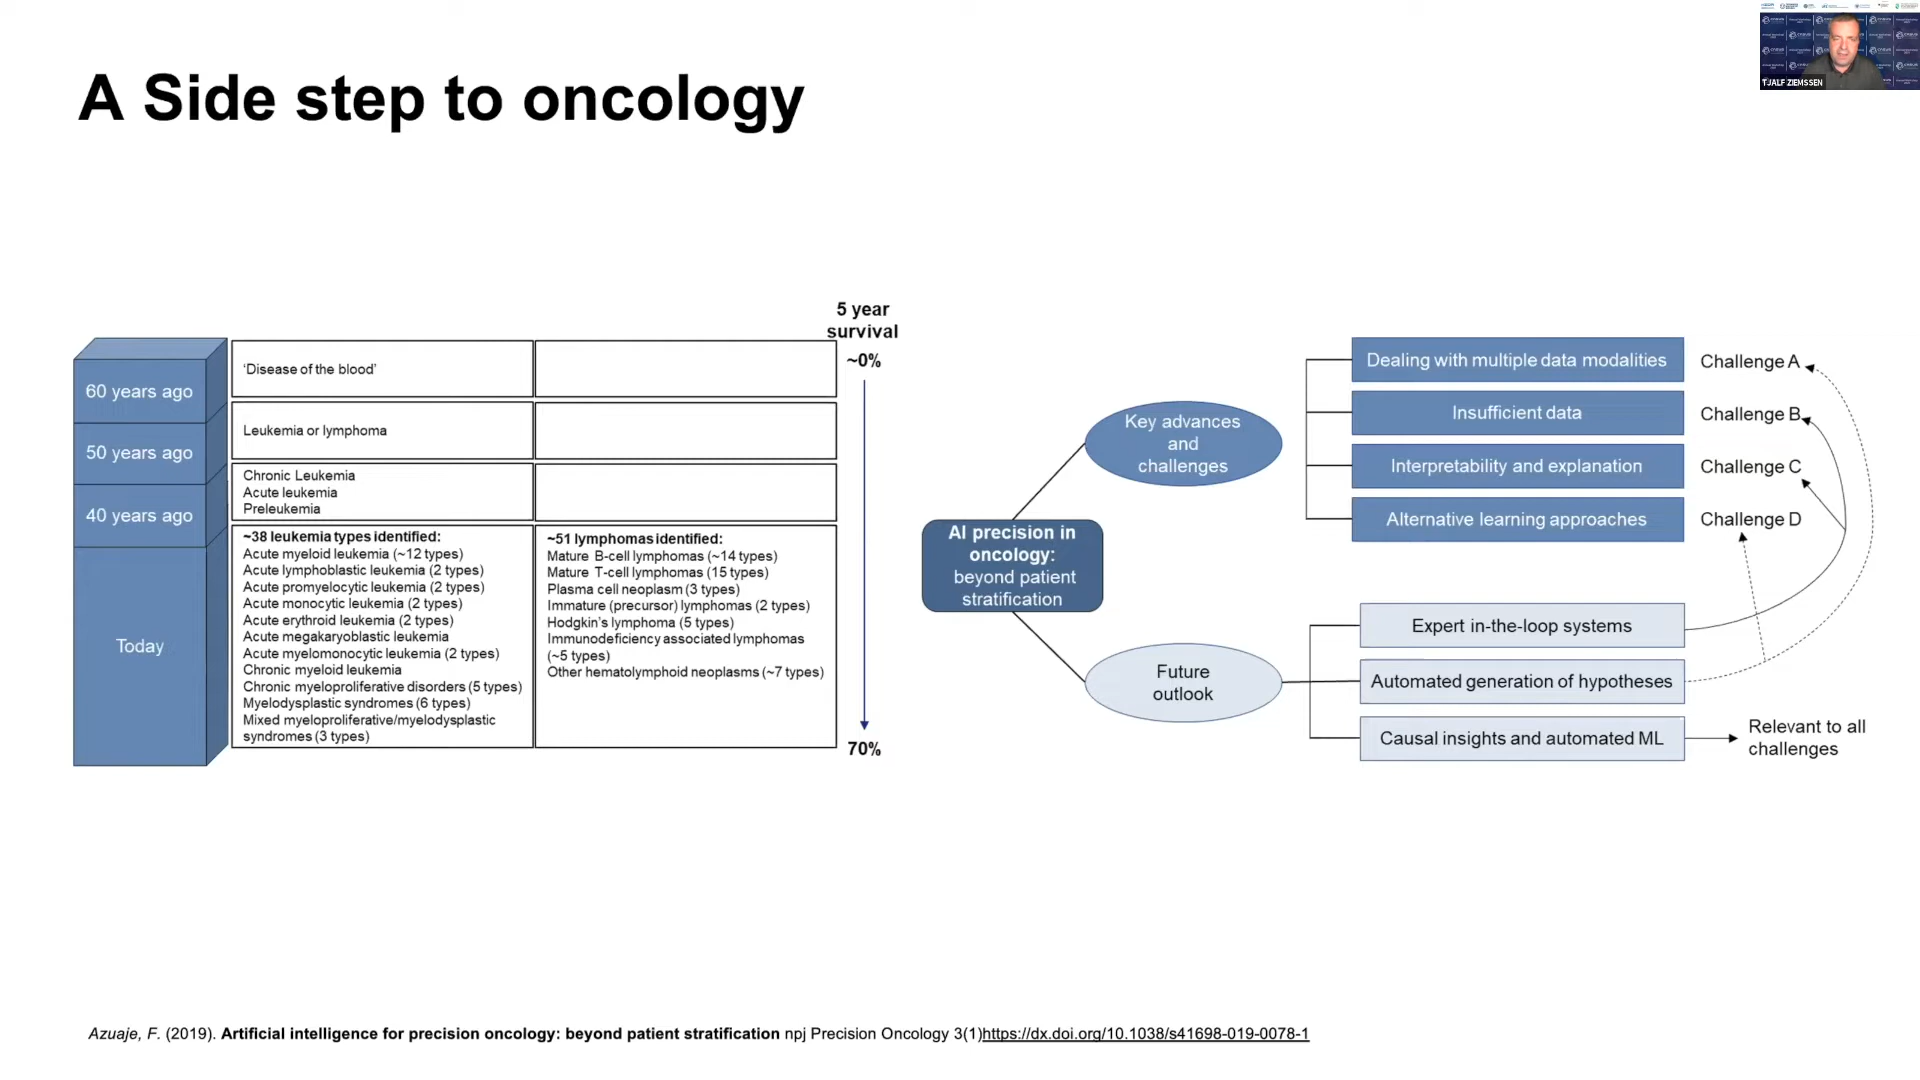 A Side step to oncology
TJALF ZIEMSSEN
5 year
survival
60 years ago
'Disease of the blood'
~0%
50 years ago
Leukemia or lymphoma
40 years ago
Chronic Leukemia
Acute leukemia
Preleukemia
Today
~38 leukemia types identified:
Acute myeloid leukemia (~12 types)
Acute lymphoblastic leukemia (2 types)
Acute promyelocytic leukemia (2 types)
Acute monocytic leukemia (2 types)
Acute erythroid leukemia (2 types)
Acute megakaryoblastic leukemia
Acute myelomonocytic leukemia (2 types)
Chronic myeloid leukemia
Chronic myeloproliferative disorders (5 types)
Myelodysplastic syndromes (6 types)
Mixed myeloproliferative/myelodysplastic
syndromes (3 types)
~51 lymphomas identified:
Mature B-cell lymphomas (~14 types)
Mature T-cell lymphomas (15 types)
Plasma cell neoplasm (3 types)
Immature (precursor) lymphomas (2 types)
Hodgkin's lymphoma (5 types)
Immunodeficiency associated lymphomas
(~5 types)
Other hematolymphoid neoplasms (~7 types)
70%
AI precision in
oncology:
beyond patient
stratification
Key advances
and
challenges
Dealing with multiple data modalities
Challenge A
Insufficient data
Challenge B
Interpretability and explanation
Challenge C
Alternative learning approaches
Challenge D
Future
outlook
Expert in-the-loop systems
Automated generation of hypotheses
Causal insights and automated ML
Relevant to all
challenges
Azuaje, F. (2019). Artificial intelligence for precision oncology: beyond patient stratification npj Precision Oncology 3(1)https://dx.doi.org/10.1038/s41698-019-0078-1